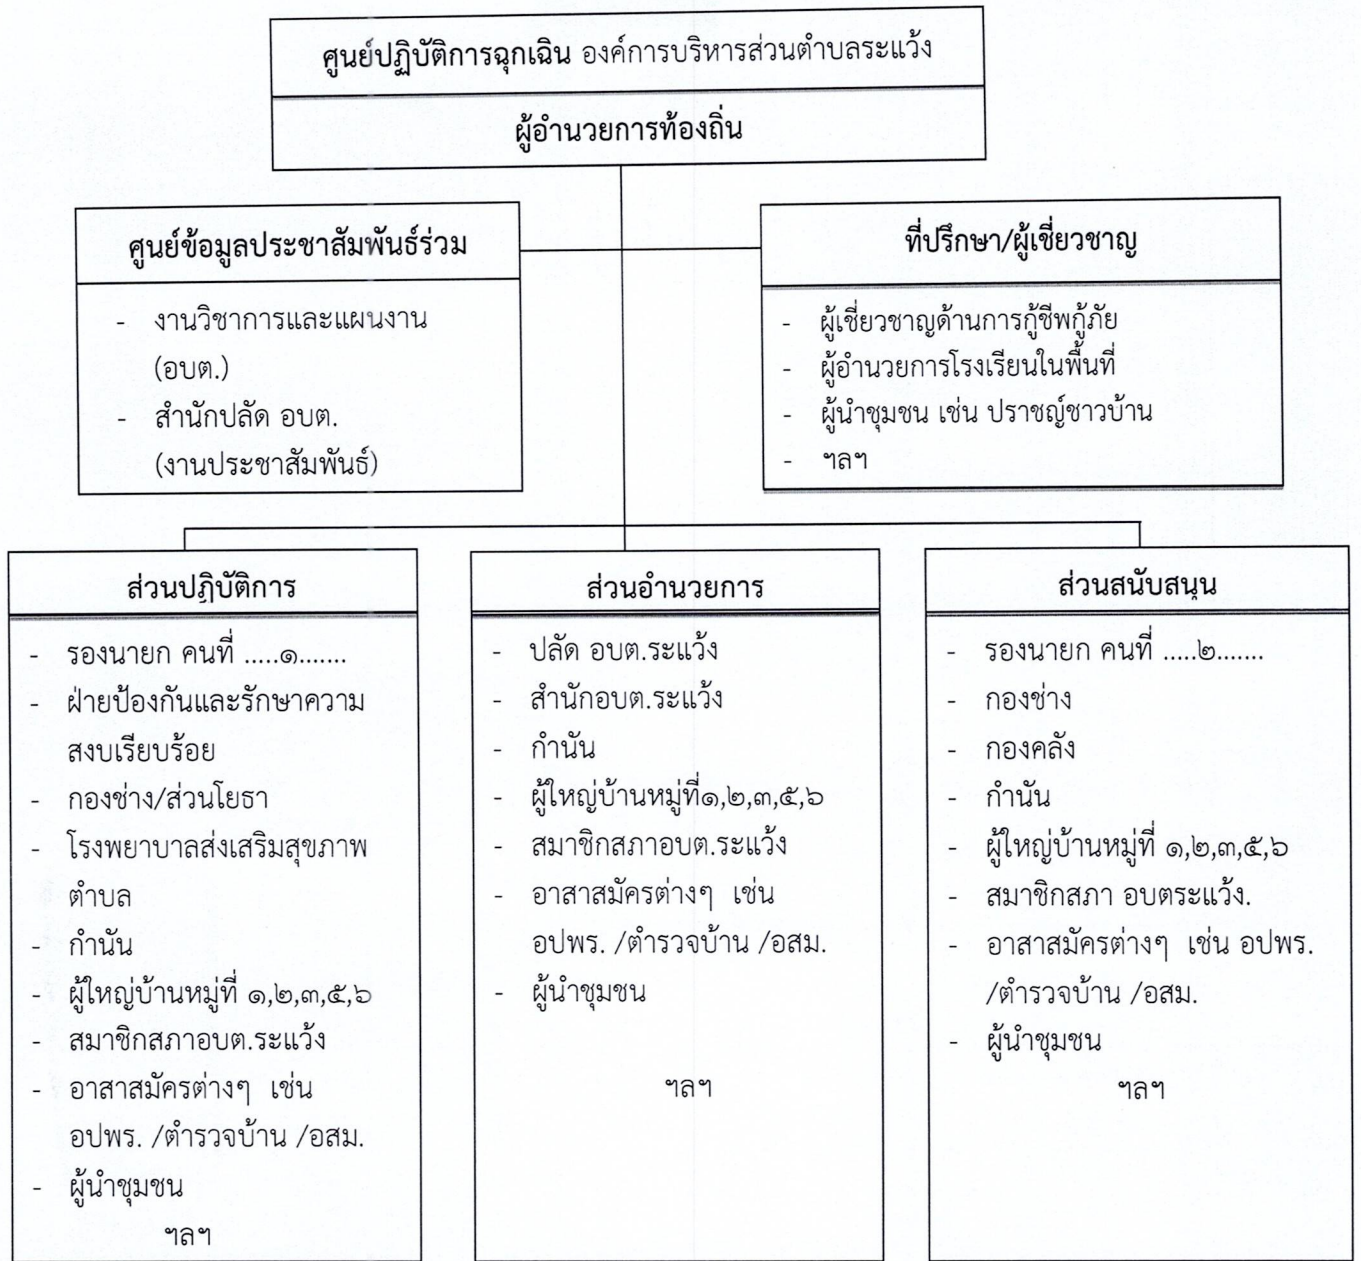 ศูนย์ปฏิบัติการฉุกเฉิน องค์การบริหารส่วนตำบลระแว้ง
ผู้อำนวยการท้องถิ่น
ศูนย์ข้อมูลประชาสัมพันธ์ร่วม
- งานวิชาการและแผนงาน
(อบต.)
- สำนักปลัด อบต.
(งานประชาสัมพันธ์)
ที่ปรึกษา/ผู้เชี่ยวชาญ
- ผู้เชี่ยวชาญด้านการกู้ชีพกู้ภัย
- ผู้อำนวยการโรงเรียนในพื้นที่
- ผู้นำชุมชน เช่น ปราชญ์ชาวบ้าน
- ฯลฯ
ส่วนปฏิบัติการ
- รองนายก คนที่ .....๑.......
- ฝ่ายป้องกันและรักษาความ
สงบเรียบร้อย
- กองช่าง/ส่วนโยธา
- โรงพยาบาลส่งเสริมสุขภาพ
ตำบล
- กำนัน
- ผู้ใหญ่บ้านหมู่ที่ ๑,๒,๓,๕,๖
- สมาชิกสภาอบต.ระแว้ง
- อาสาสมัครต่างๆ เช่น
อปพร. /ตำรวจบ้าน /อสม.
- ผู้นำชุมชน
ฯลฯ
ส่วนอำนวยการ
- ปลัด อบต.ระแว้ง
- สำนักอบต.ระแว้ง
- กำนัน
- ผู้ใหญ่บ้านหมู่ที่๑,๒,๓,๕,๖
- สมาชิกสภาอบต.ระแว้ง
- อาสาสมัครต่างๆ เช่น
อปพร. /ตำรวจบ้าน /อสม.
- ผู้นำชุมชน
ฯลฯ
ส่วนสนับสนุน
- รองนายก คนที่ .....๒.......
- กองช่าง
- กองคลัง
- กำนัน
- ผู้ใหญ่บ้านหมู่ที่ ๑,๒,๓,๕,๖
- สมาชิกสภา อบตระแว้ง.
- อาสาสมัครต่างๆ เช่น อปพร.
/ตำรวจบ้าน /อสม.
- ผู้นำชุมชน
ฯลฯ